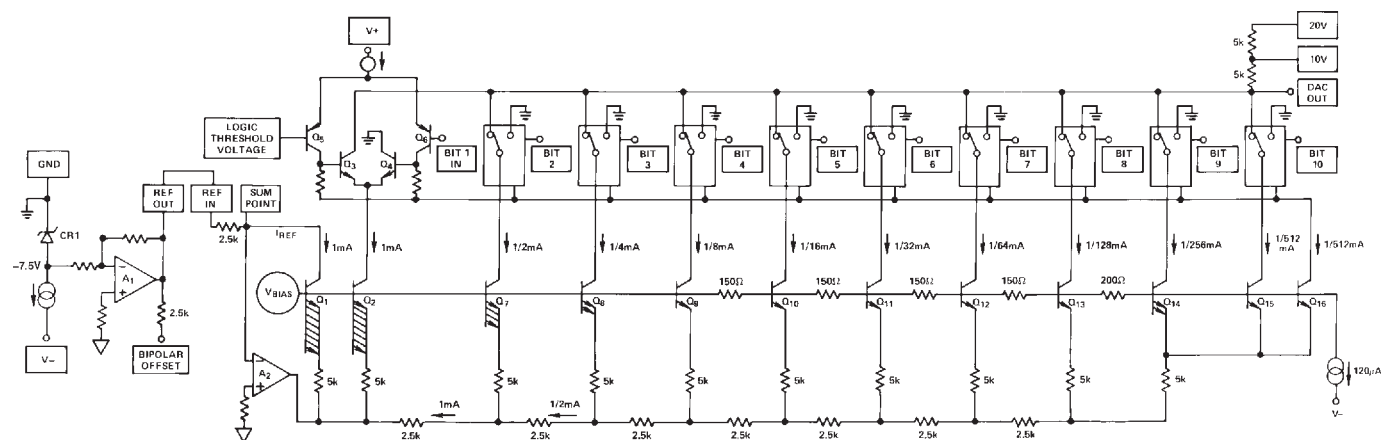 V+
20V
5k
10V
5k
DAC
OUT
LOGIC
THRESHOLD
VOLTAGE
Q5
Q3
Q4
Q6
BIT 1
IN
BIT
2
BIT
3
BIT
4
BIT
5
BIT
6
BIT
7
BIT
8
BIT
9
BIT
10
GND
REF
OUT
REF
IN
SUM
POINT
CR1
2.5k
IREF
1mA
1mA
1/2mA
1/4mA
1/8mA
1/16mA
1/32mA
1/64mA
1/128mA
1/256mA
1/512
mA
1/512mA
-7.5V
A1
−
+
VBIAS
150Ω
150Ω
150Ω
150Ω
200Ω
Q1
Q2
Q7
Q8
Q9
Q10
Q11
Q12
Q13
Q14
Q15
Q16
2.5k
V−
BIPOLAR
OFFSET
A2
−
+
5k
5k
5k
5k
5k
5k
5k
5k
5k
5k
120μA
V−
1mA
1/2mA
2.5k
2.5k
2.5k
2.5k
2.5k
2.5k
2.5k